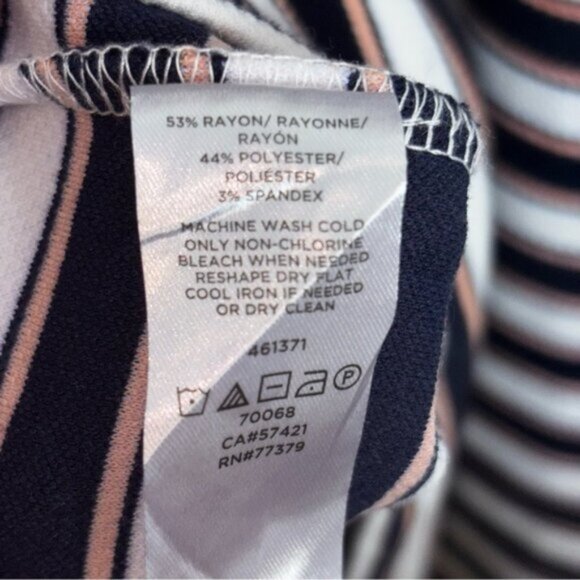 53% RAYON/ RAYONNE/
RAYÓN
44% POLYESTER/
POLIÉSTER
3% SPANDEX
MACHINE WASH COLD
ONLY NON-CHLORINE
BLEACH WHEN NEEDED
RESHAPE DRY FLAT
COOL IRON IF NEEDED
OR DRY CLEAN
461371
P
70068
CA#57421
RN#77379